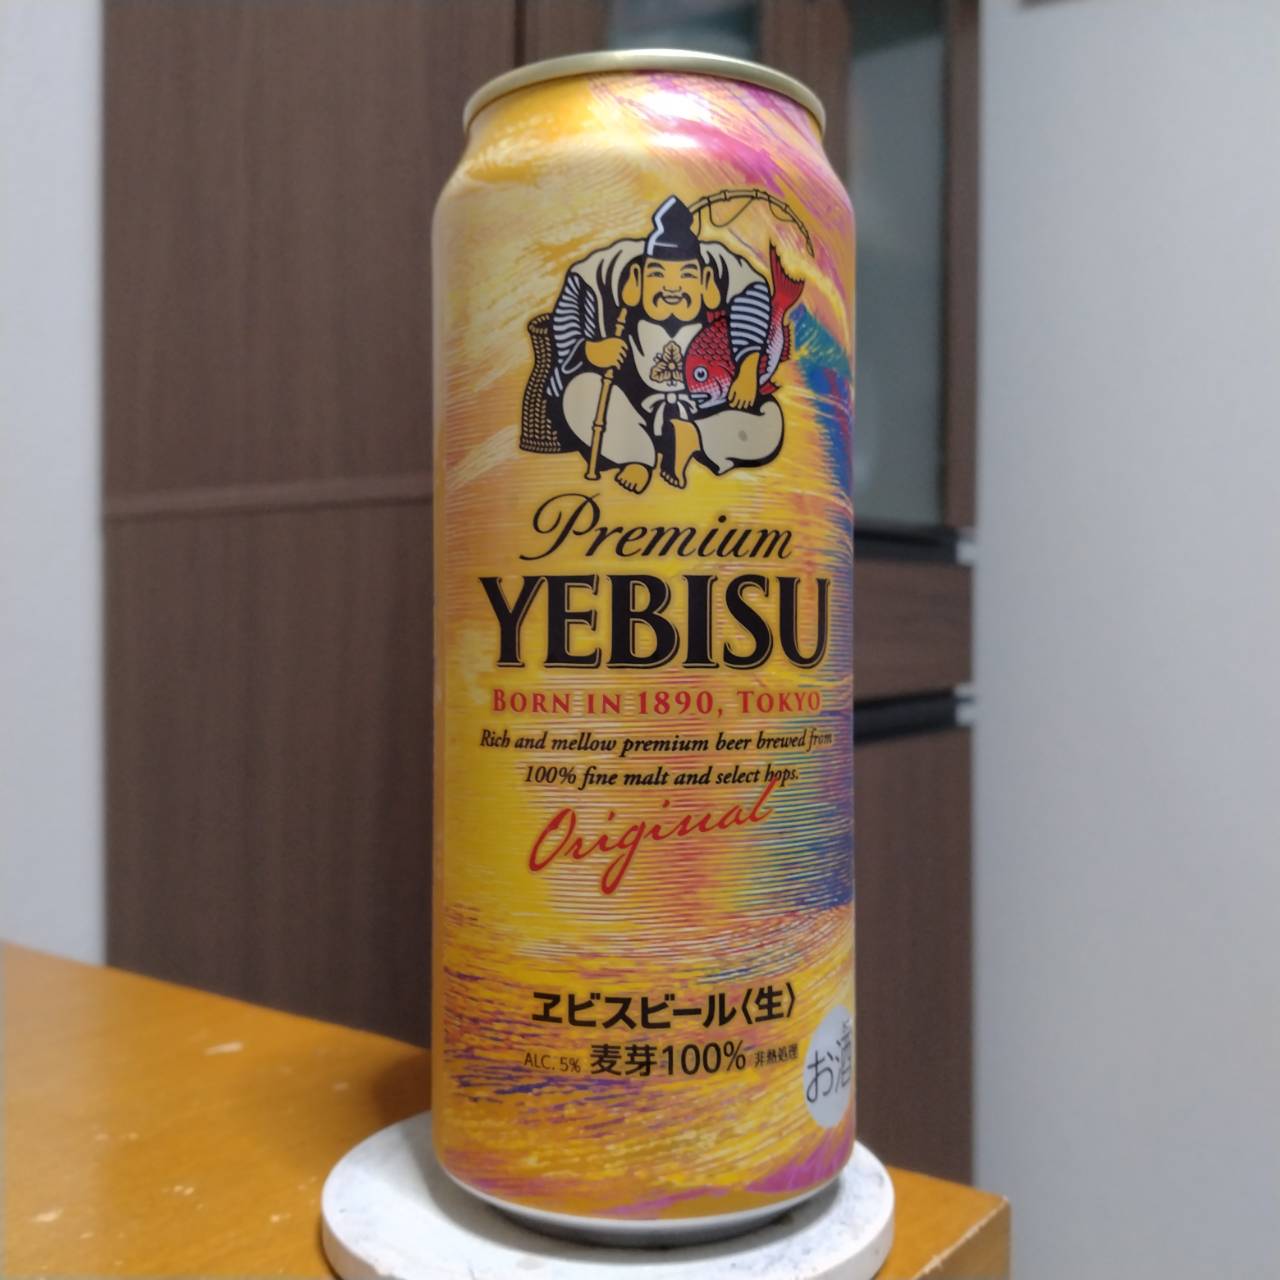 Premium
YEBISU
BORN IN 1890, TOKYO
Rich and mellow premium beer brewed from
100% fine malt and select hops.
Original
ヱビスビール〈生〉
ALC. 5% 麦芽100% 非熱処理
お酒